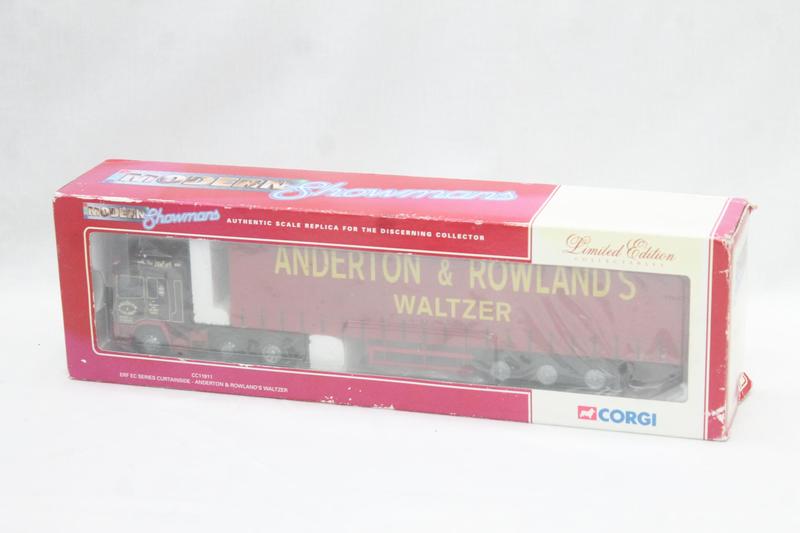 MODERN Showmans
MODERN Showmans
AUTHENTIC SCALE REPLICA FOR THE DISCERNING COLLECTOR
Limited Edition
COLLECTABLES
ANDERTON & ROWLAND'S
WALTZER
CC11911
ERF EC SERIES CURTAINSIDE - ANDERTON & ROWLAND'S WALTZER
CORGI